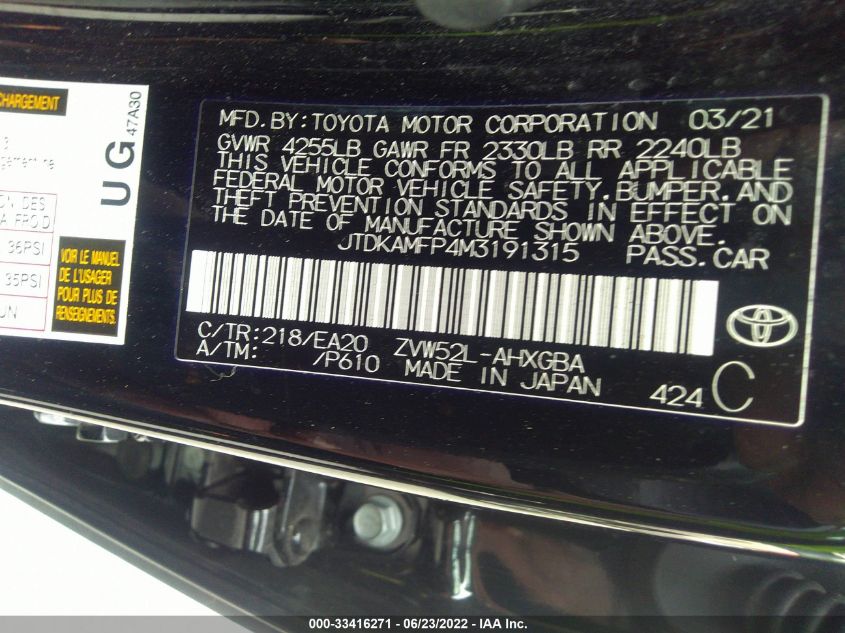 CHARGEMENT
UG
47A30
36PSI
35PSI
VOIR LE MANUEL
DE L'USAGER
POUR PLUS DE
RENSEIGNEMENTS.
MFD. BY: TOYOTA MOTOR CORPORATION 03/21
GVWR 4255LB GAWR FR 2330LB RR 2240LB
THIS VEHICLE CONFORMS TO ALL APPLICABLE
FEDERAL MOTOR VEHICLE SAFETY, BUMPER, AND
THEFT PREVENTION STANDARDS IN EFFECT ON
THE DATE OF MANUFACTURE SHOWN ABOVE.
JTDKAMFP4M3191315 PASS. CAR
C/TR: 218/EA20 ZVW52L-AHXGBA
A/TM: /P610 MADE IN JAPAN
424 C
000-33416271 - 06/23/2022 - IAA Inc.